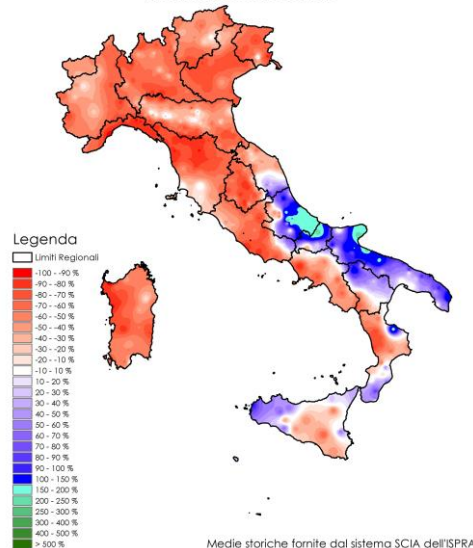 Legenda
Limiti Regionali
-100 - -90 %
-90 - -80 %
-80 - -70 %
-70 - -60 %
-60 - -50 %
-50 - -40 %
-40 - -30 %
-30 - -20 %
-20 - -10 %
-10 - 10 %
10 - 20 %
20 - 30 %
30 - 40 %
40 - 50 %
50 - 60 %
60 - 70 %
70 - 80 %
80 - 90 %
90 - 100 %
100 - 150 %
150 - 200 %
200 - 250 %
250 - 300 %
300 - 400 %
400 - 500 %
> 500 %
Medie storiche fornite dal sistema SCIA dell'ISPRA